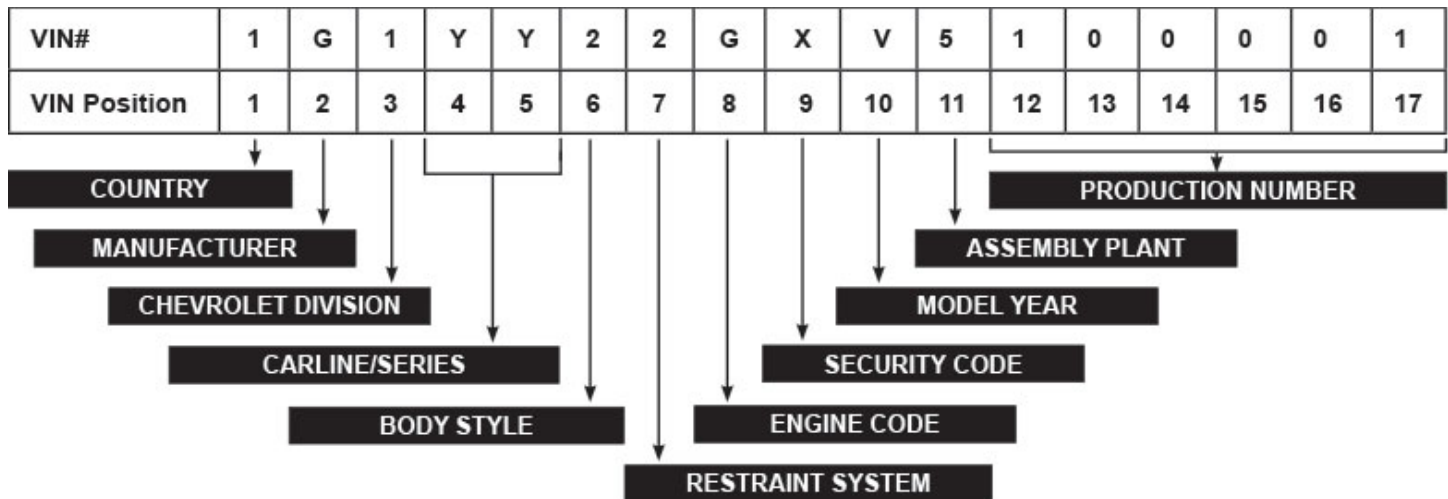 VIN# 1 G 1 Y Y 2 2 G X V 5 1 0 0 0 0 1
VIN Position 1 2 3 4 5 6 7 8 9 10 11 12 13 14 15 16 17
COUNTRY
PRODUCTION NUMBER
MANUFACTURER
ASSEMBLY PLANT
CHEVROLET DIVISION
MODEL YEAR
CARLINE/SERIES
SECURITY CODE
BODY STYLE
ENGINE CODE
RESTRAINT SYSTEM